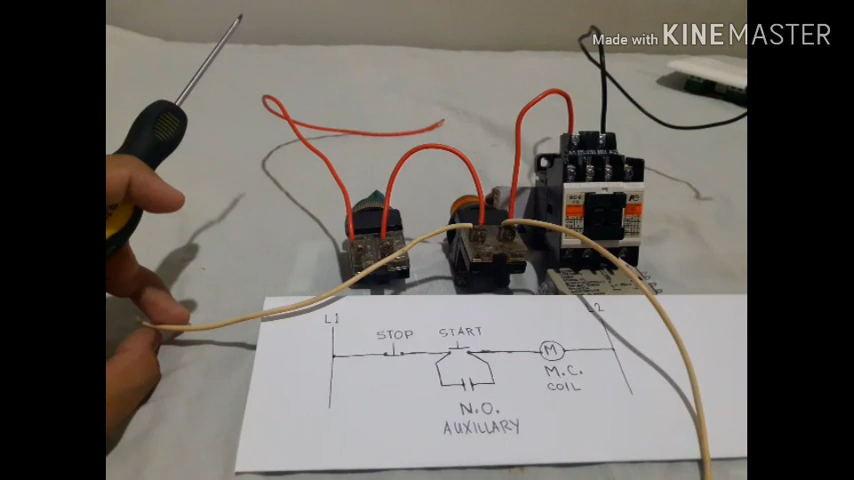 Made with KINEMASTER
L1
L2
STOP
START
M
M.C.
COIL
N.O.
AUXILLARY